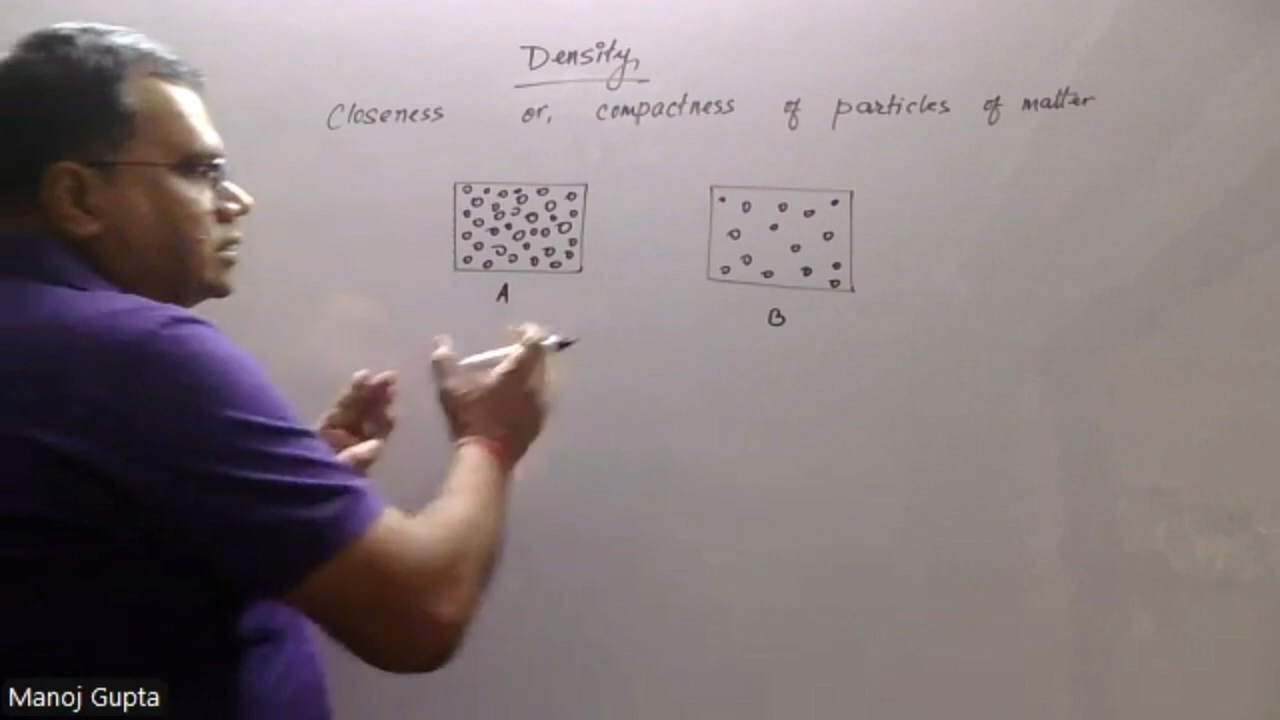 Density,
Closeness or, compactness of particles of matter
A
B
Manoj Gupta